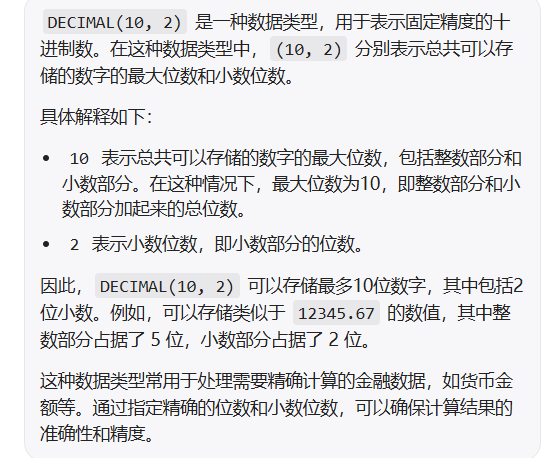 DECIMAL(10, 2) 是一种数据类型，用于表示固定精度的十
进制数。在这种数据类型中， (10, 2) 分别表示总共可以存
储的数字的最大位数和小数位数。
具体解释如下：
• 10 表示总共可以存储的数字的最大位数，包括整数部分和
小数部分。在这种情况下，最大位数为10，即整数部分和小
数部分加起来的总位数。
• 2 表示小数位数，即小数部分的位数。
因此， DECIMAL(10, 2) 可以存储最多10位数字，其中包括2
位小数。例如，可以存储类似于 12345.67 的数值，其中整
数部分占据了 5 位，小数部分占据了 2 位。
这种数据类型常用于处理需要精确计算的金融数据，如货币金
额等。通过指定精确的位数和小数位数，可以确保计算结果的
准确性和精度。